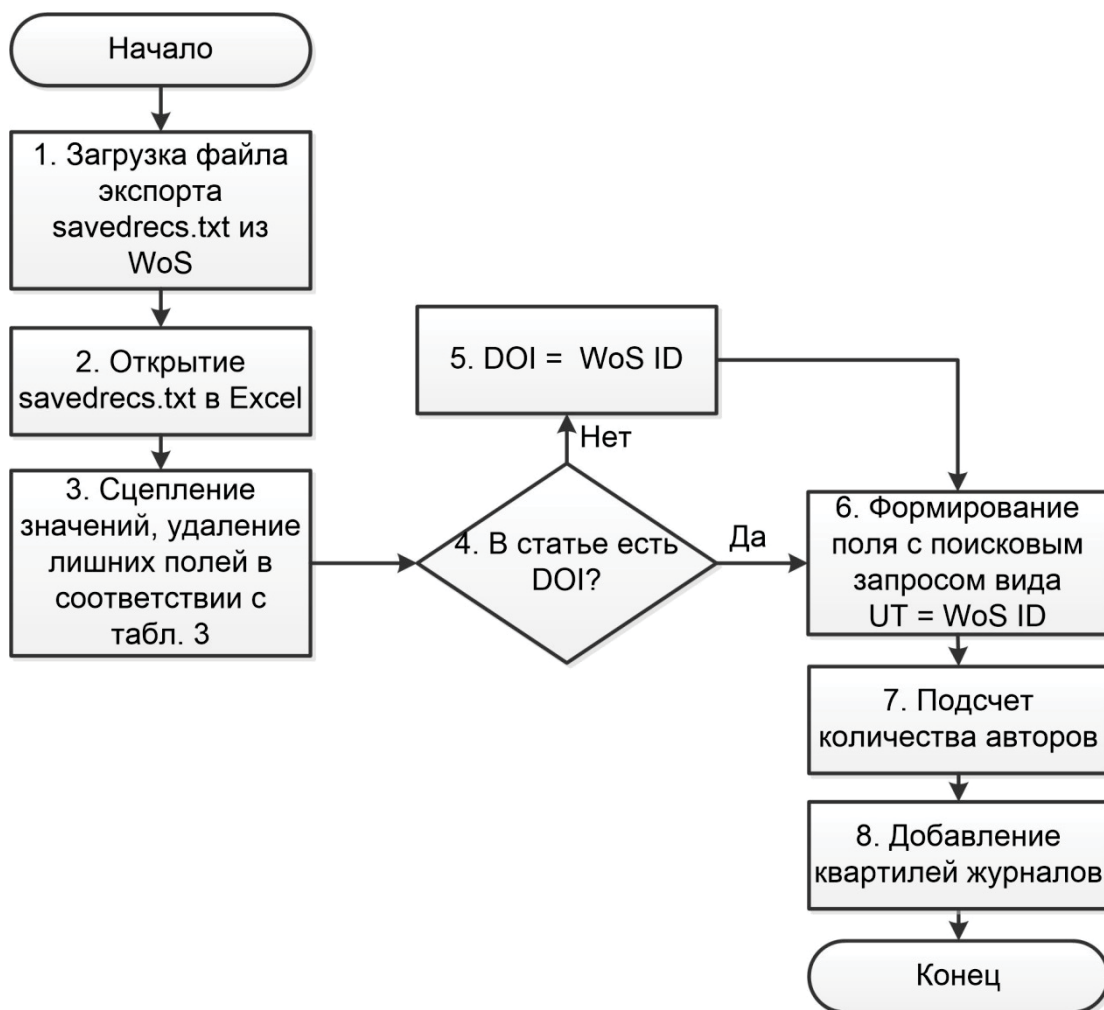 Начало
1. Загрузка файла
экспорта
savedrecs.txt из
WoS
2. Открытие
savedrecs.txt в Excel
3. Сцепление
значений, удаление
лишних полей в
соответствии с
табл. 3
4. В статье есть
DOI?
Нет
5. DOI =  WoS ID
Да
6. Формирование
поля с поисковым
запросом вида
UT = WoS ID
7. Подсчет
количества авторов
8. Добавление
квартилей журналов
Конец